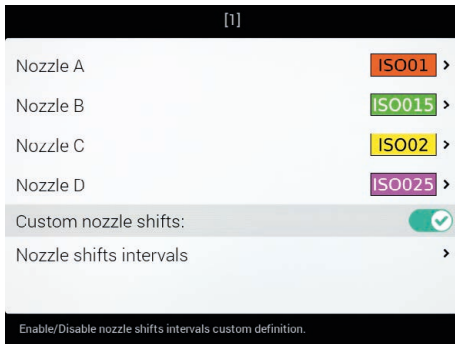 [1]
Nozzle A ISO01 >
Nozzle B ISO015 >
Nozzle C ISO02 >
Nozzle D ISO025 >
Custom nozzle shifts:
Nozzle shifts intervals >
Enable/Disable nozzle shifts intervals custom definition.